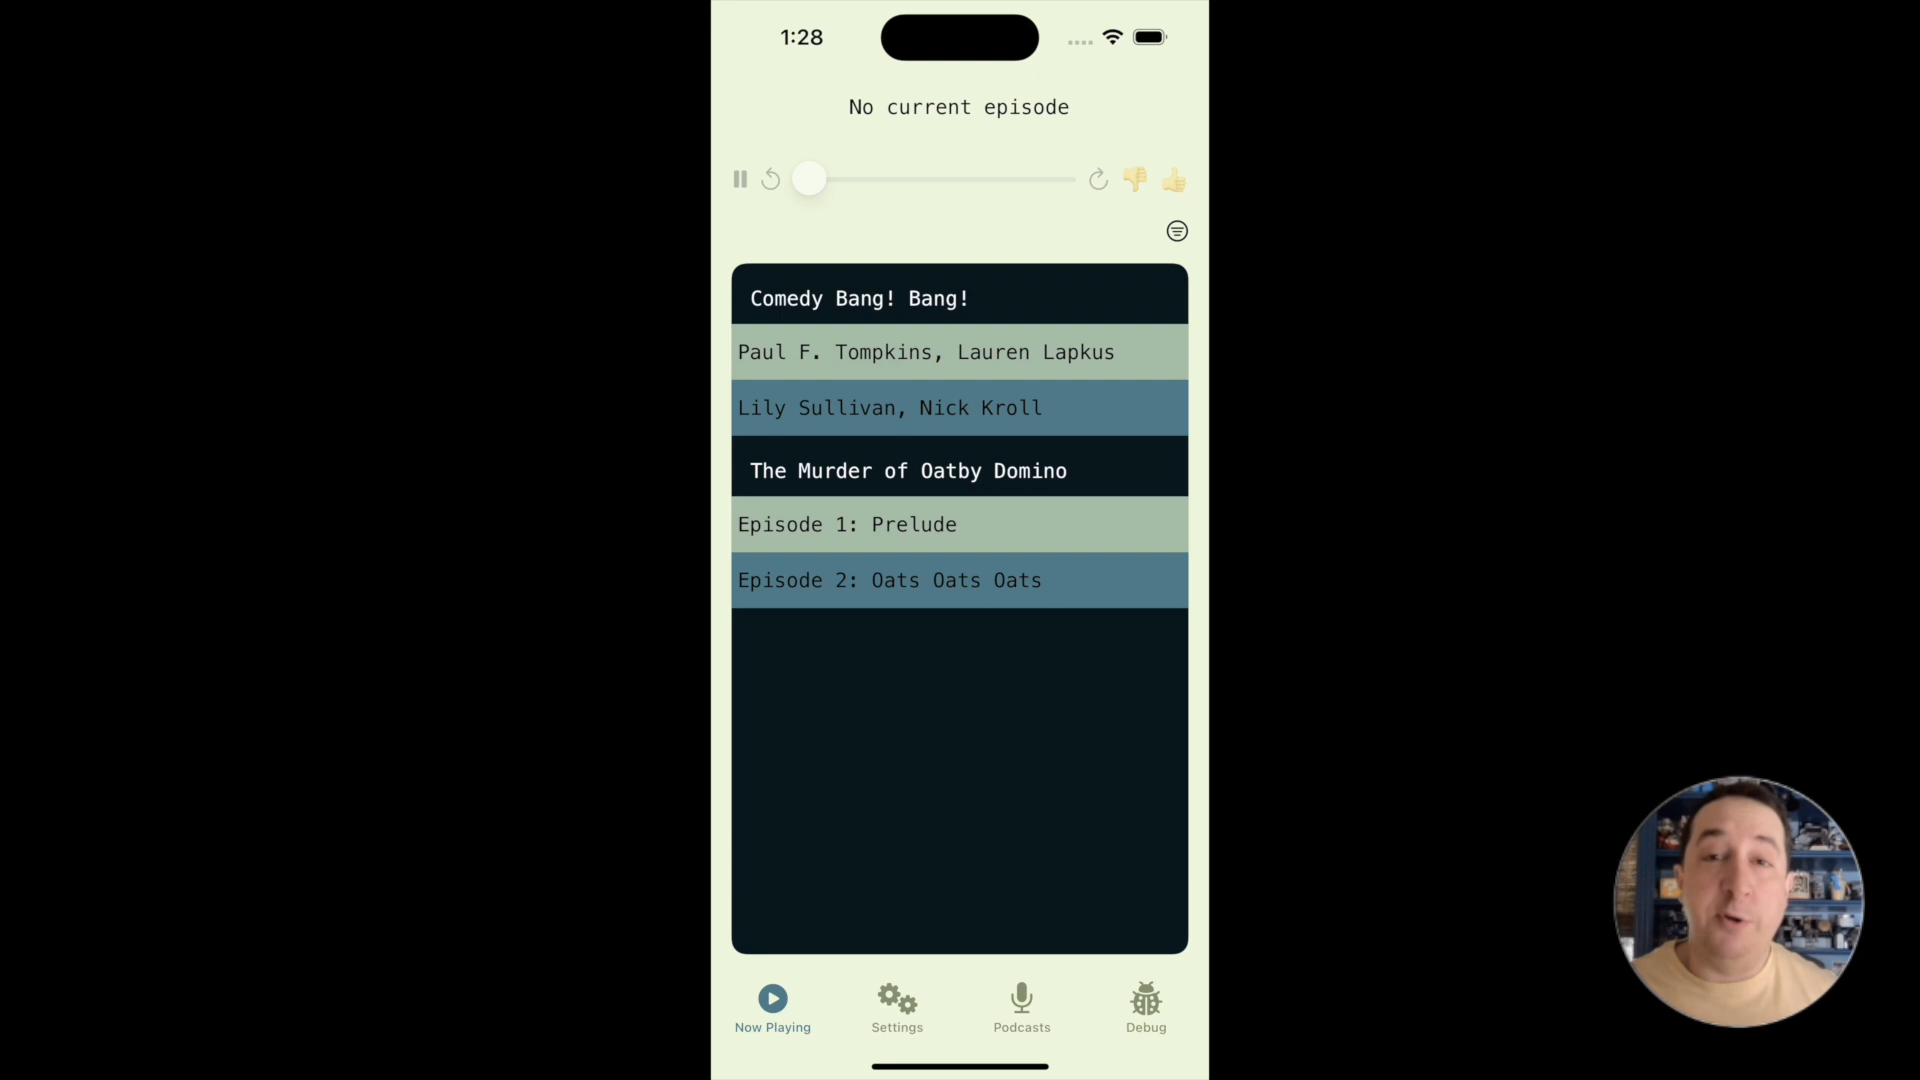 1:28
No current episode
Comedy Bang! Bang!
Paul F. Tompkins, Lauren Lapkus
Lily Sullivan, Nick Kroll
The Murder of Oatby Domino
Episode 1: Prelude
Episode 2: Oats Oats Oats
Now Playing
Settings
Podcasts
Debug